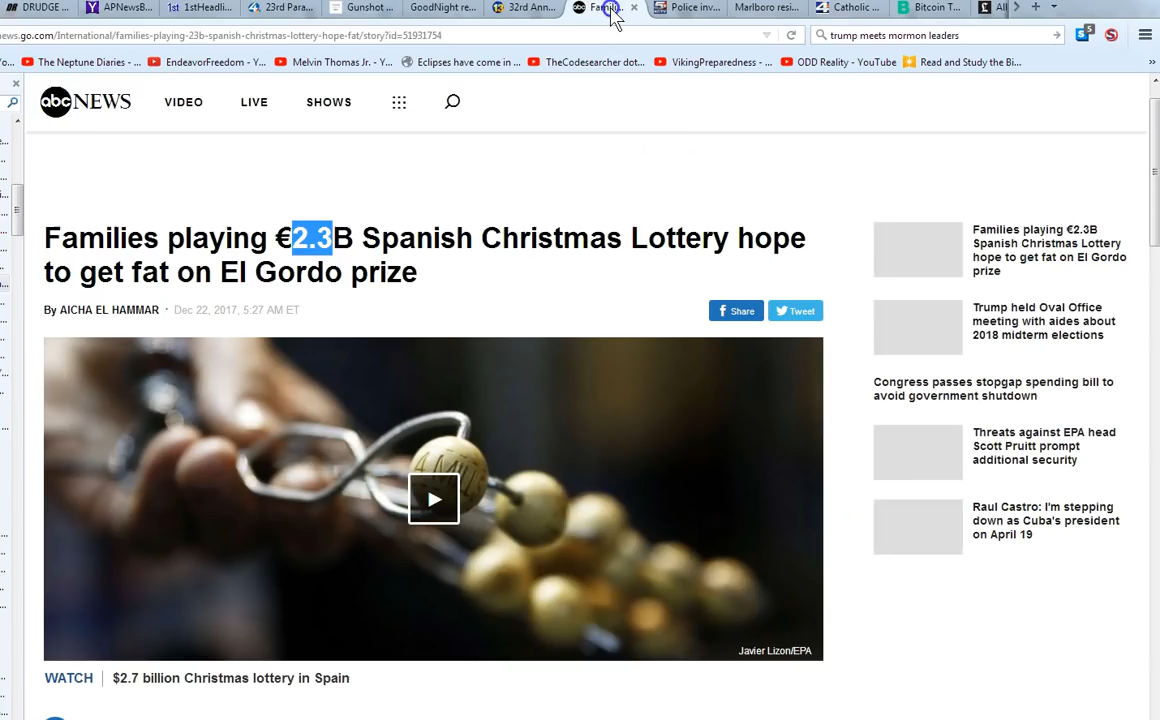 DRUDGE ...
APNewsB...
1st 1stHeadli...
23rd Para...
Gunshot ...
GoodNight re...
32rd Ann...
Famil
Police inv...
Marlboro resi...
Catholic ...
Bitcoin T...
All
news.go.com/International/families-playing-23b-spanish-christmas-lottery-hope-fat/story?id=51931754
trump meets mormon leaders
The Neptune Diaries - ...
EndeavorFreedom - Y...
Melvin Thomas Jr. - Y...
Eclipses have come in ...
TheCodesearcher dot...
VikingPreparedness - ...
ODD Reality - YouTube
Read and Study the Bi...
abc NEWS
VIDEO
LIVE
SHOWS
Families playing €2.3B Spanish Christmas Lottery hope
to get fat on El Gordo prize
By AICHA EL HAMMAR · Dec 22, 2017, 5:27 AM ET
Share
Tweet
Javier Lizon/EPA
WATCH | $2.7 billion Christmas lottery in Spain
Families playing €2.3B
Spanish Christmas Lottery
hope to get fat on El Gordo
prize
Trump held Oval Office
meeting with aides about
2018 midterm elections
Congress passes stopgap spending bill to
avoid government shutdown
Threats against EPA head
Scott Pruitt prompt
additional security
Raul Castro: I'm stepping
down as Cuba's president
on April 19